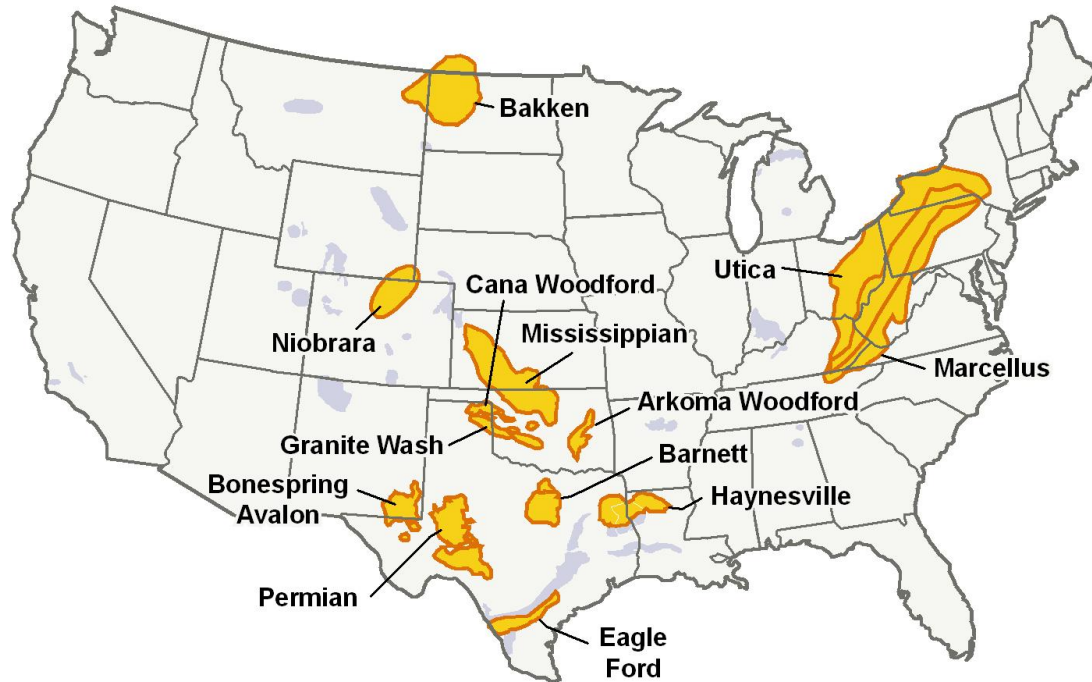 Bakken
Utica
Cana Woodford
Niobrara
Mississippian
Marcellus
Arkoma Woodford
Granite Wash
Barnett
Bonespring
Avalon
Haynesville
Permian
Eagle
Ford